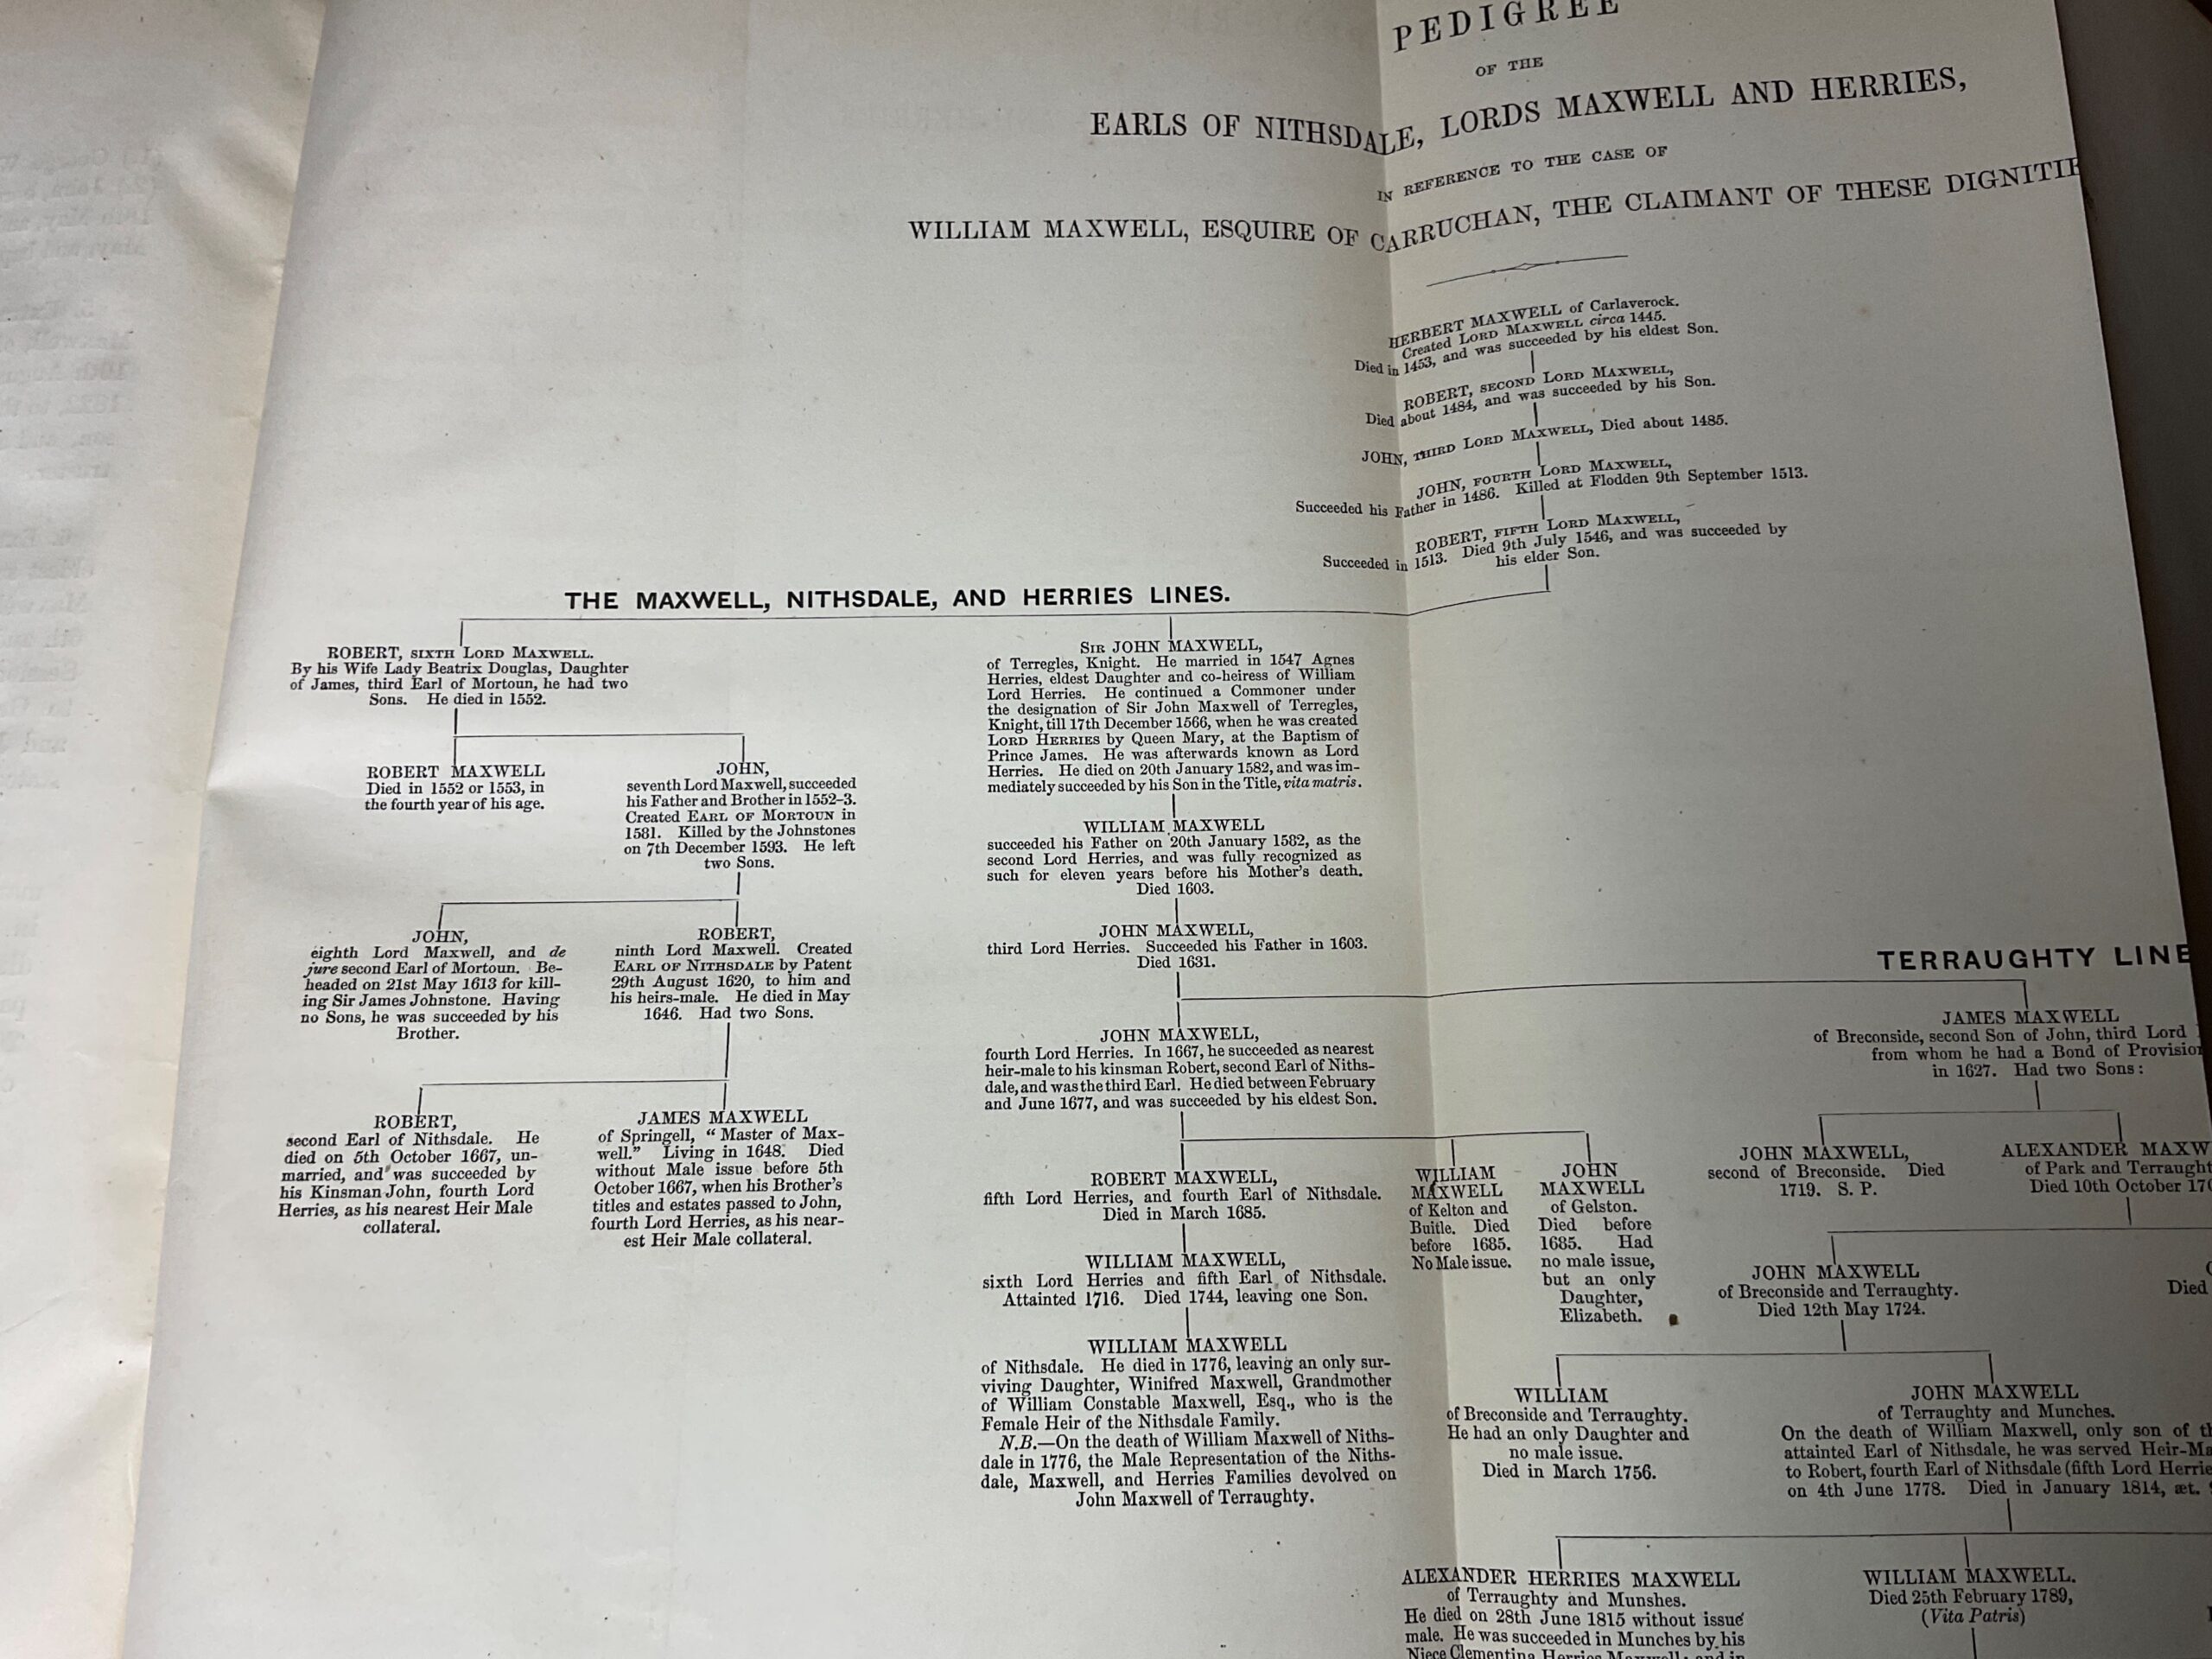 PEDIGREE
OF THE
EARLS OF NITHSDALE, LORDS MAXWELL AND HERRIES,
IN REFERENCE TO THE CASE OF
WILLIAM MAXWELL, ESQUIRE OF CARRUCHAN, THE CLAIMANT OF THESE DIGNITIE
HERBERT MAXWELL of Carlaverock.
Created LORD MAXWELL circa 1445.
Died in 1453, and was succeeded by his eldest Son.
ROBERT, SECOND LORD MAXWELL,
Died about 1484, and was succeeded by his Son.
JOHN, THIRD LORD MAXWELL, Died about 1485.
JOHN, FOURTH LORD MAXWELL,
Succeeded his Father in 1486. Killed at Flodden 9th September 1513.
ROBERT, FIFTH LORD MAXWELL,
Succeeded in 1513. Died 9th July 1546, and was succeeded by
his elder Son.
THE MAXWELL, NITHSDALE, AND HERRIES LINES.
ROBERT, SIXTH LORD MAXWELL.
By his Wife Lady Beatrix Douglas, Daughter
of James, third Earl of Mortoun, he had two
Sons. He died in 1552.
ROBERT MAXWELL
Died in 1552 or 1553, in
the fourth year of his age.
JOHN,
seventh Lord Maxwell, succeeded
his Father and Brother in 1552-3.
Created EARL OF MORTOUN in
1581. Killed by the Johnstones
on 7th December 1593. He left
two Sons.
JOHN,
eighth Lord Maxwell, and de
jure second Earl of Mortoun. Be-
headed on 21st May 1613 for kill-
ing Sir James Johnstone. Having
no Sons, he was succeeded by his
Brother.
ROBERT,
ninth Lord Maxwell. Created
EARL OF NITHSDALE by Patent
29th August 1620, to him and
his heirs-male. He died in May
1646. Had two Sons.
ROBERT,
second Earl of Nithsdale. He
died on 5th October 1667, un-
married, and was succeeded by
his Kinsman John, fourth Lord
Herries, as his nearest Heir Male
collateral.
JAMES MAXWELL
of Springell, “Master of Max-
well.” Living in 1648. Died
without Male issue before 5th
October 1667, when his Brother's
titles and estates passed to John,
fourth Lord Herries, as his near-
est Heir Male collateral.
SIR JOHN MAXWELL,
of Terregles, Knight. He married in 1547 Agnes
Herries, eldest Daughter and co-heiress of William
Lord Herries. He continued a Commoner under
the designation of Sir John Maxwell of Terregles,
Knight, till 17th December 1566, when he was created
LORD HERRIES by Queen Mary, at the Baptism of
Prince James. He was afterwards known as Lord
Herries. He died on 20th January 1582, and was im-
mediately succeeded by his Son in the Title, vita matris.
WILLIAM MAXWELL
succeeded his Father on 20th January 1582, as the
second Lord Herries, and was fully recognized as
such for eleven years before his Mother's death.
Died 1603.
JOHN MAXWELL,
third Lord Herries. Succeeded his Father in 1603.
Died 1631.
JOHN MAXWELL,
fourth Lord Herries. In 1667, he succeeded as nearest
heir-male to his kinsman Robert, second Earl of Niths-
dale, and was the third Earl. He died between February
and June 1677, and was succeeded by his eldest Son.
ROBERT MAXWELL,
fifth Lord Herries, and fourth Earl of Nithsdale.
Died in March 1685.
WILLIAM MAXWELL,
sixth Lord Herries and fifth Earl of Nithsdale.
Attainted 1716. Died 1744, leaving one Son.
WILLIAM MAXWELL
of Nithsdale. He died in 1776, leaving an only sur-
viving Daughter, Winifred Maxwell, Grandmother
of William Constable Maxwell, Esq., who is the
Female Heir of the Nithsdale Family.
N.B.—On the death of William Maxwell of Niths-
dale in 1776, the Male Representation of the Niths-
dale, Maxwell, and Herries Families devolved on
John Maxwell of Terraughty.
WILLIAM
MAXWELL
of Kelton and
Buitle. Died
before 1685.
No Male issue.
JOHN
MAXWELL
of Gelston.
Died before
1685. Had
no male issue,
but an only
Daughter,
Elizabeth.
TERRAUGHTY LINE
JAMES MAXWELL
of Breconside, second Son of John, third Lord
from whom he had a Bond of Provision
in 1627. Had two Sons:
JOHN MAXWELL,
second of Breconside. Died
1719. S. P.
ALEXANDER MAXW
of Park and Terraught
Died 10th October 17
JOHN MAXWELL
of Breconside and Terraughty.
Died 12th May 1724.
Died
WILLIAM
of Breconside and Terraughty.
He had an only Daughter and
no male issue.
Died in March 1756.
JOHN MAXWELL
of Terraughty and Munches.
On the death of William Maxwell, only son of th
attainted Earl of Nithsdale, he was served Heir-Ma
to Robert, fourth Earl of Nithsdale (fifth Lord Herrie
on 4th June 1778. Died in January 1814, æt.
ALEXANDER HERRIES MAXWELL
of Terraughty and Munshes.
He died on 28th June 1815 without issue
male. He was succeeded in Munches by his
Niece Clementina Herries Maxwell; and in
WILLIAM MAXWELL.
Died 25th February 1789,
(Vita Patris)